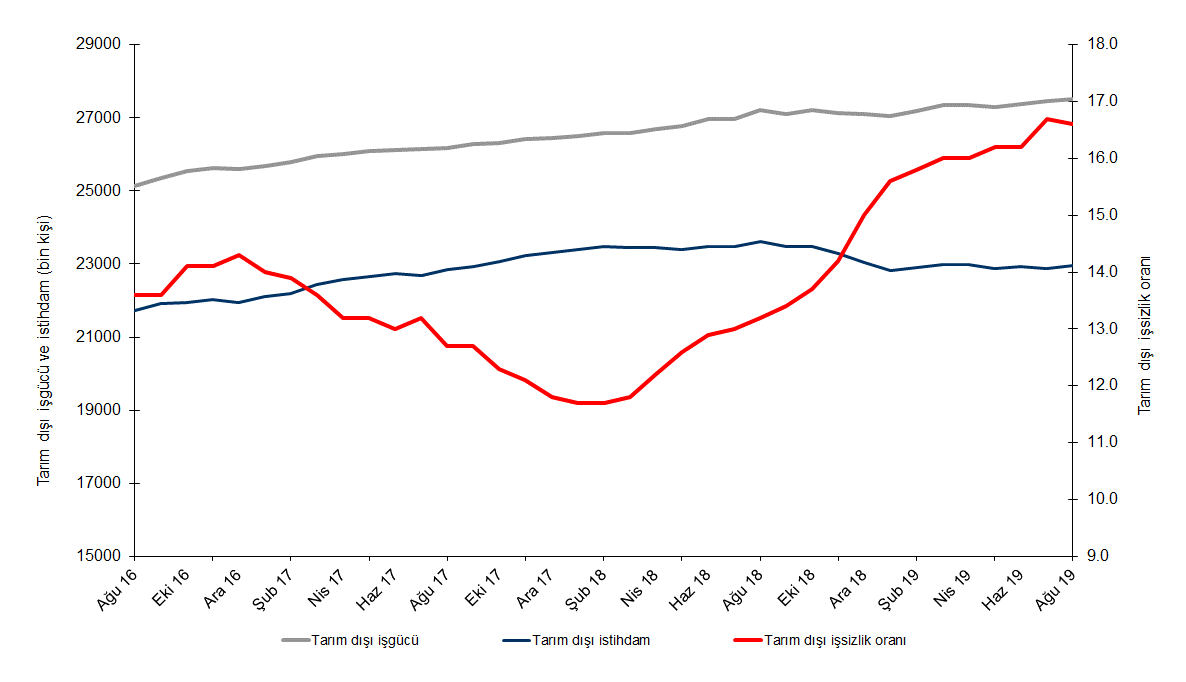 29000
27000
25000
23000
21000
19000
17000
15000
Tarım dışı işgücü ve istihdam (bin kişi)
18.0
17.0
16.0
15.0
14.0
13.0
12.0
11.0
10.0
9.0
Tarım dışı işsizlik oranı
Ağu 16
Eki 16
Ara 16
Şub 17
Nis 17
Haz 17
Ağu 17
Eki 17
Ara 17
Şub 18
Nis 18
Haz 18
Ağu 18
Eki 18
Ara 18
Şub 19
Nis 19
Haz 19
Ağu 19
Tarım dışı işgücü
Tarım dışı istihdam
Tarım dışı işsizlik oranı